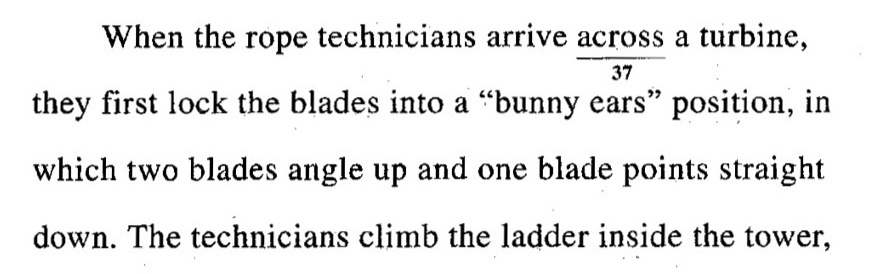 When the rope technicians arrive across a turbine,
37
they first lock the blades into a “bunny ears” position, in
which two blades angle up and one blade points straight
down. The technicians climb the ladder inside the tower,